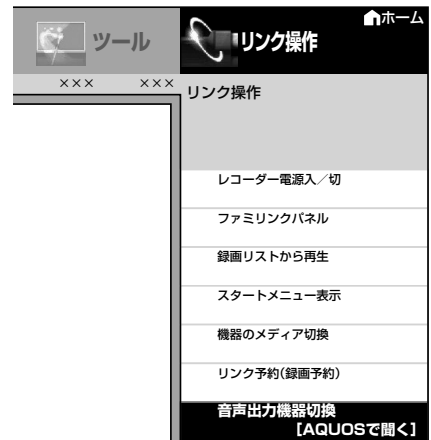 ホーム
ツール
リンク操作
××× ×××
リンク操作
レコーダー電源入／切
ファミリンクパネル
録画リストから再生
スタートメニュー表示
機器のメディア切換
リンク予約(録画予約)
音声出力機器切換
[AQUOSで聞く]